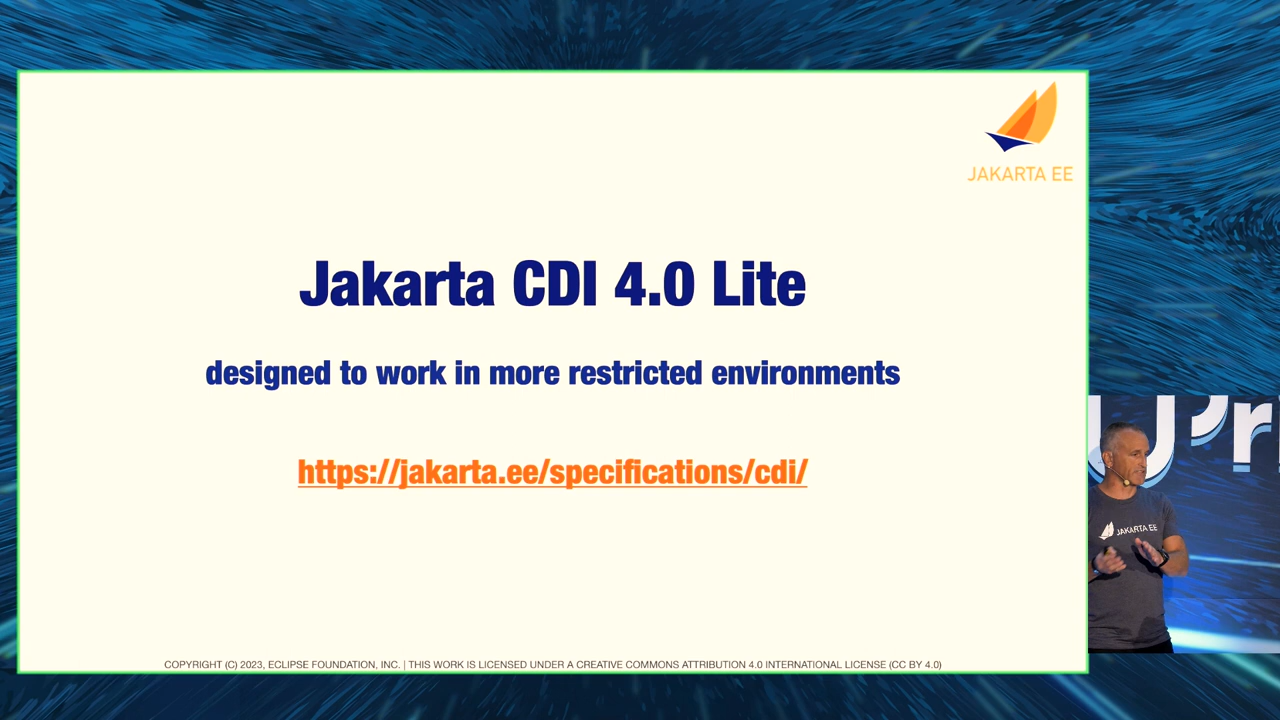 JAKARTA EE
Jakarta CDI 4.0 Lite
designed to work in more restricted environments
https://jakarta.ee/specifications/cdi/
JAKARTA EE
COPYRIGHT (C) 2023, ECLIPSE FOUNDATION, INC. | THIS WORK IS LICENSED UNDER A CREATIVE COMMONS ATTRIBUTION 4.0 INTERNATIONAL LICENSE (CC BY 4.0)